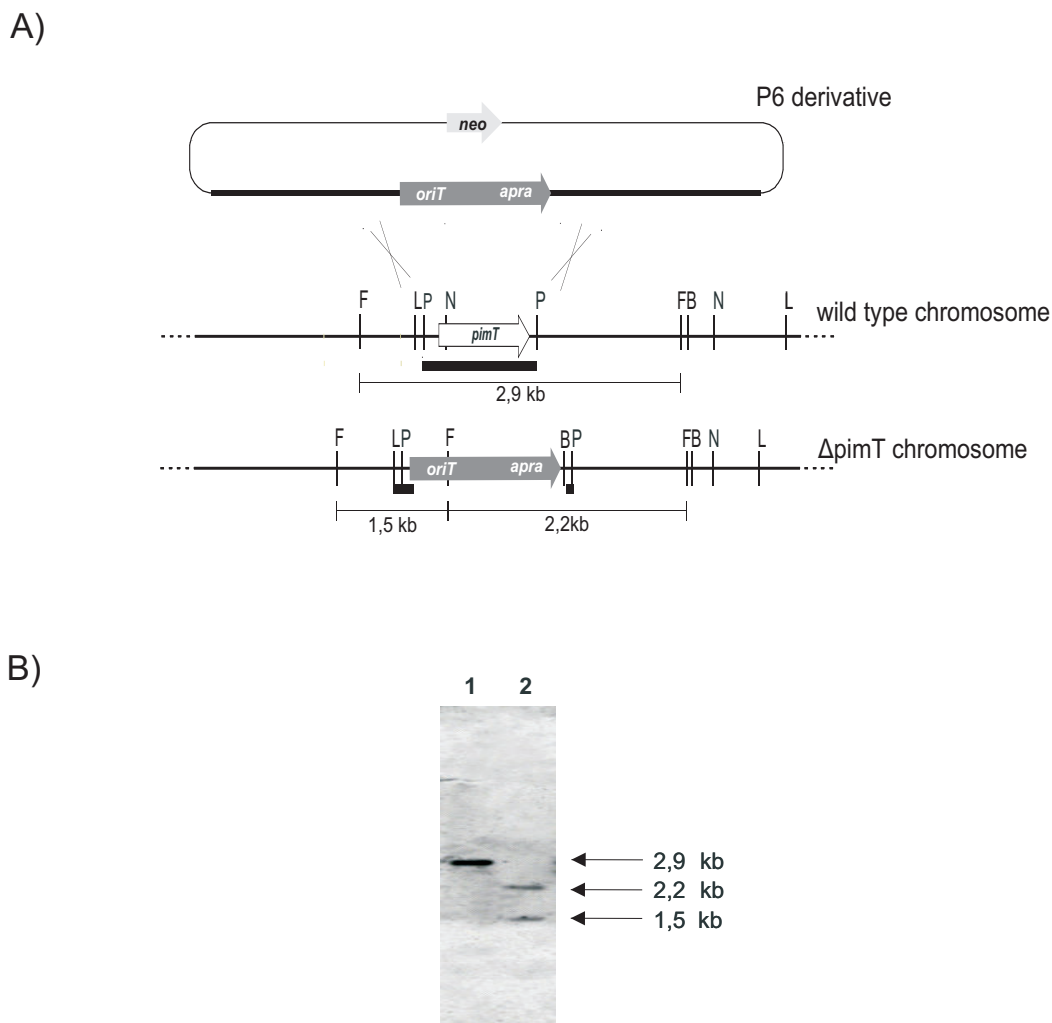 A)
P6 derivative
neo
oriT apra
F L P N P F B N L
wild type chromosome
pimT
2,9 kb
F L P F B P F B N L
ΔpimT chromosome
oriT apra
1,5 kb 2,2kb
B)
1 2
2,9 kb
2,2 kb
1,5 kb